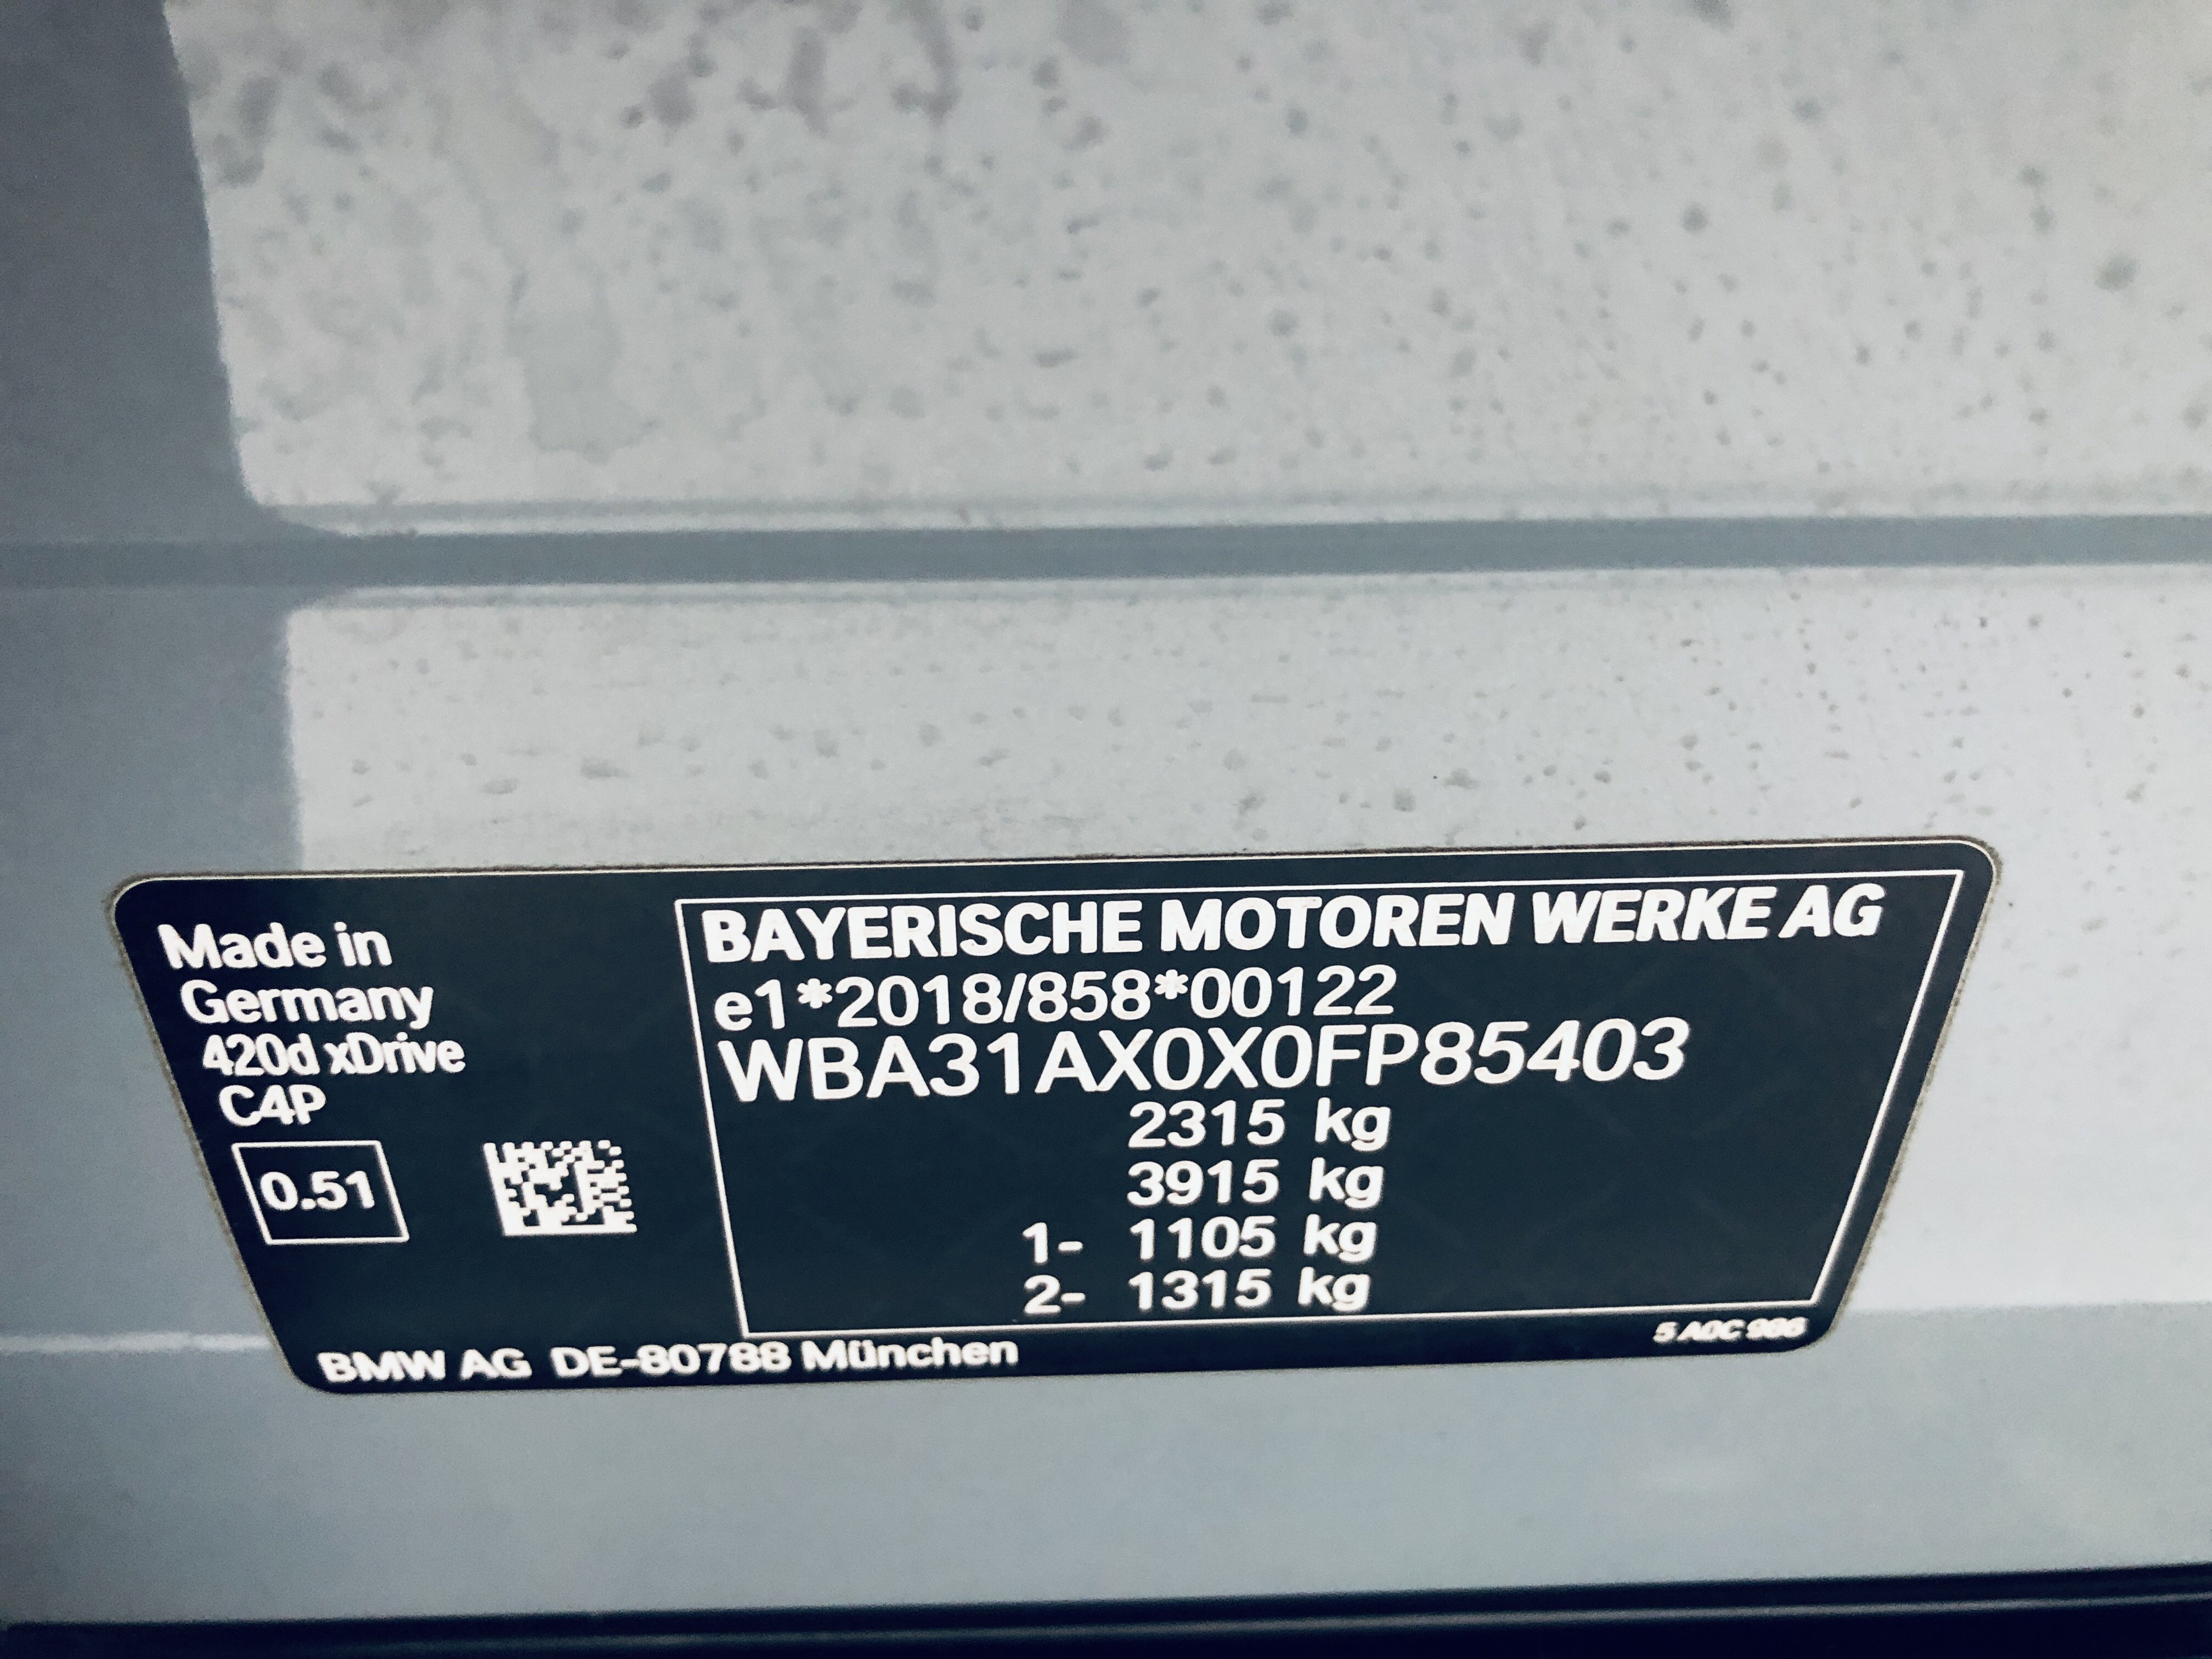 Made in
Germany
420d xDrive
C4P
0.51
BAYERISCHE MOTOREN WERKE AG
e1*2018/858*00122
WBA31AX0X0FP85403
2315 kg
3915 kg
1- 1105 kg
2- 1315 kg
BMW AG DE-80788 München
5 A0C 986